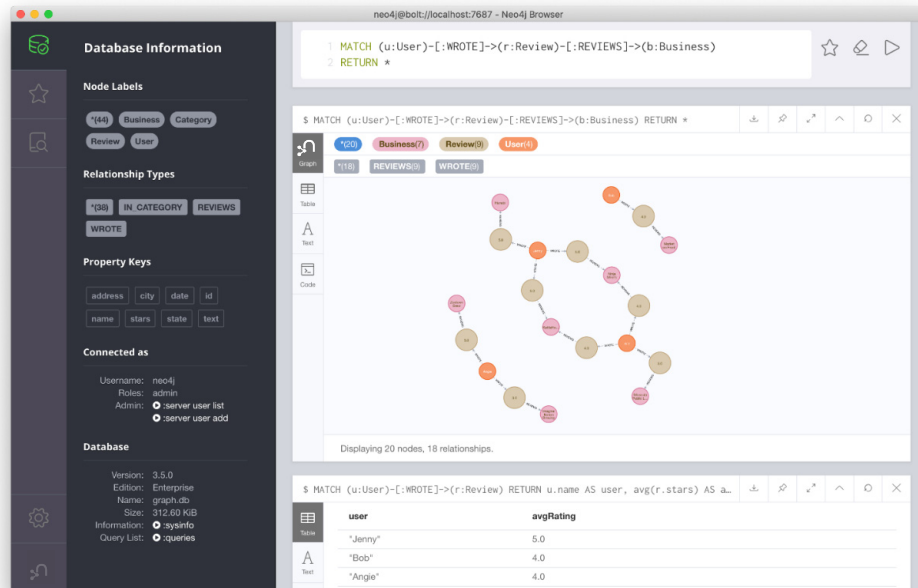 neo4j@bolt://localhost:7687 - Neo4j Browser
Database Information
Node Labels
*(44) Business Category
Review User
Relationship Types
*(38) IN_CATEGORY REVIEWS
WROTE
Property Keys
address city date id
name stars state text
Connected as
Username: neo4j
Roles: admin
Admin: :server user list
:server user add
Database
Version: 3.5.0
Edition: Enterprise
Name: graph.db
Size: 312.60 KiB
Information: :sysinfo
Query List: :queries
1 MATCH (u:User)-[:WROTE]->(r:Review)-[:REVIEWS]->(b:Business)
2 RETURN *
$ MATCH (u:User)-[:WROTE]->(r:Review)-[:REVIEWS]->(b:Business) RETURN *
Graph
Table
Text
Code
*(20) Business(7) Review(9) User(4)
*(18) REVIEWS(9) WROTE(9)
Displaying 20 nodes, 18 relationships.
$ MATCH (u:User)-[:WROTE]->(r:Review) RETURN u.name AS user, avg(r.stars) AS a…
Table
Text
user avgRating
"Jenny" 5.0
"Bob" 4.0
"Angie" 4.0